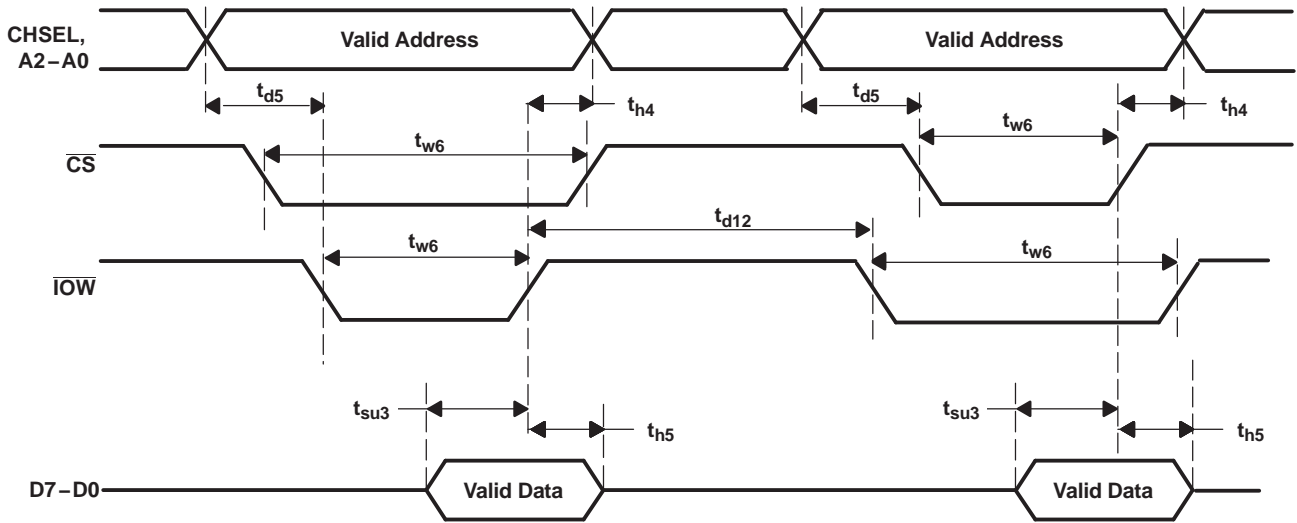 CHSEL,
A2–A0
Valid Address
Valid Address
td5
th4
td5
th4
CS
tw6
tw6
td12
IOW
tw6
tw6
tsu3
th5
tsu3
th5
D7–D0
Valid Data
Valid Data